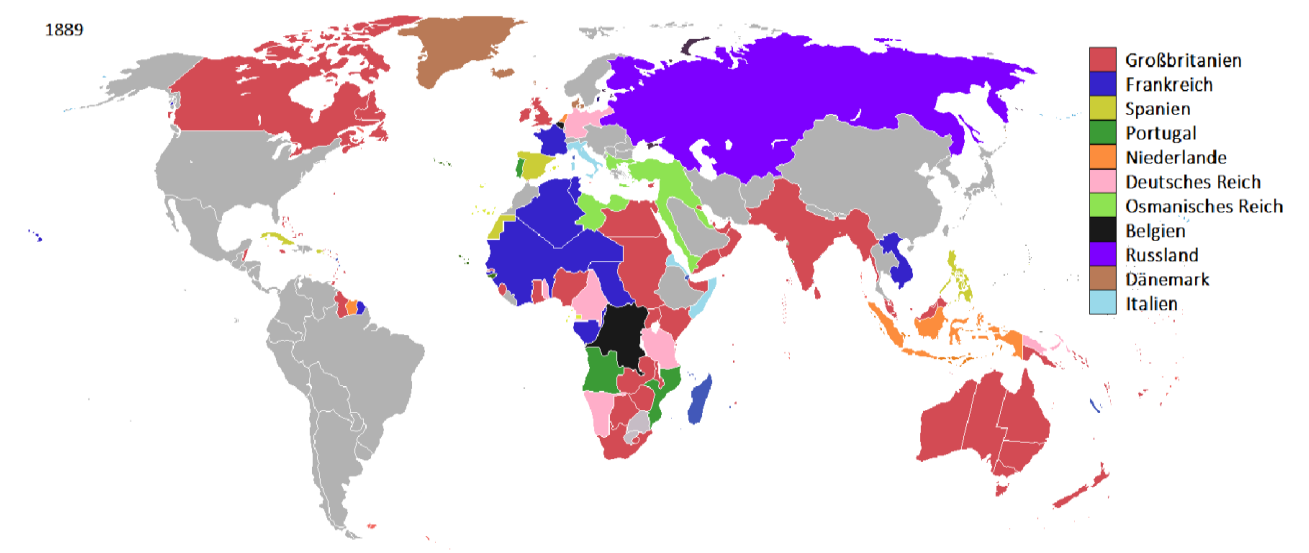 1889
Großbritanien
Frankreich
Spanien
Portugal
Niederlande
Deutsches Reich
Osmanisches Reich
Belgien
Russland
Dänemark
Italien